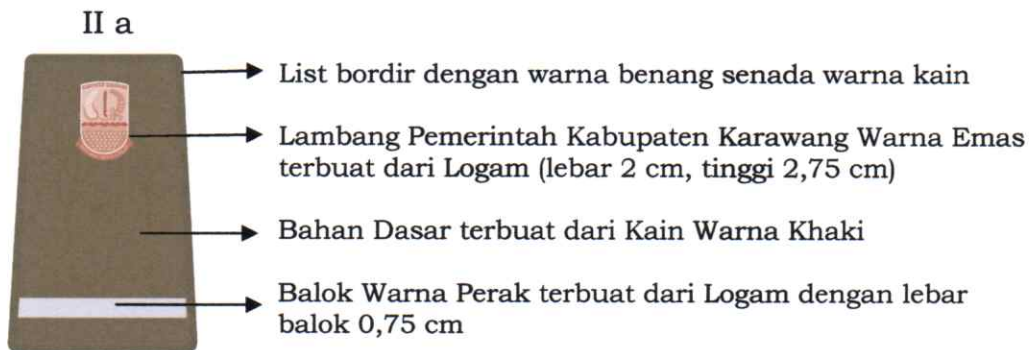 II a
List bordir dengan warna benang senada warna kain
Lambang Pemerintah Kabupaten Karawang Warna Emas
terbuat dari Logam (lebar 2 cm, tinggi 2,75 cm)
Bahan Dasar terbuat dari Kain Warna Khaki
Balok Warna Perak terbuat dari Logam dengan lebar
balok 0,75 cm